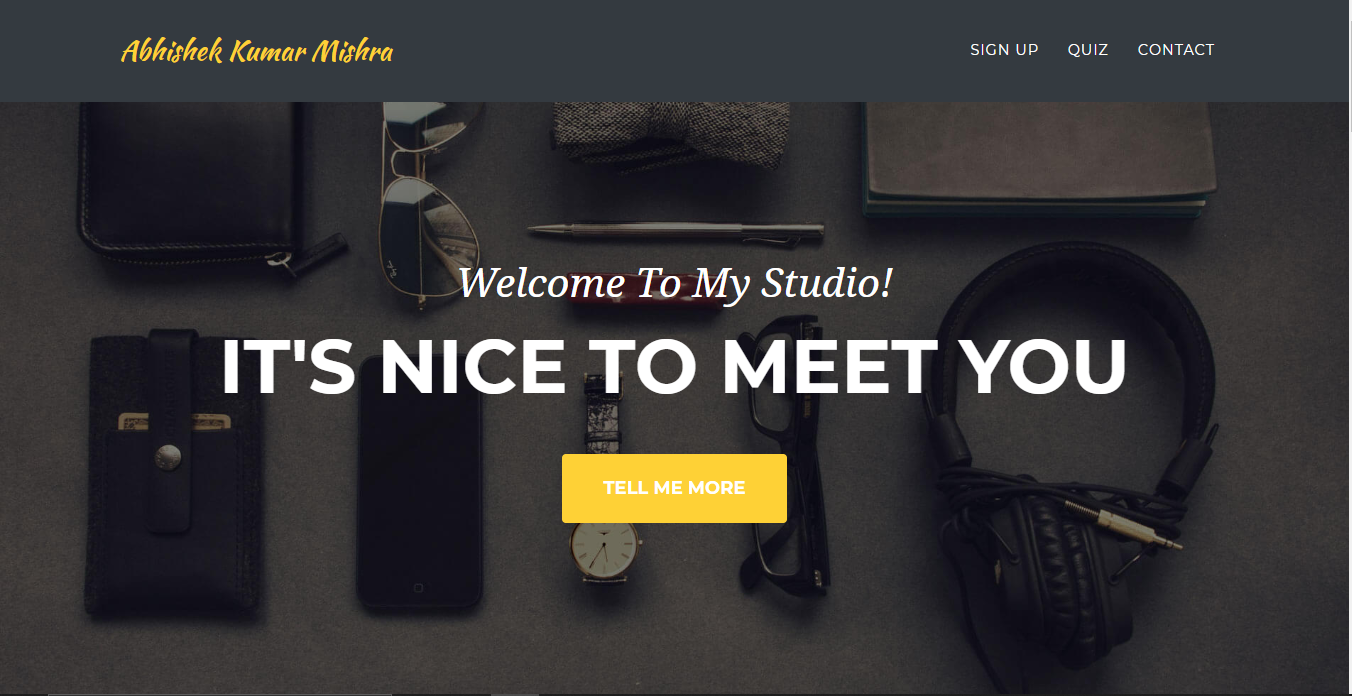 Abhishek Kumar Mishra
SIGN UP QUIZ CONTACT
Welcome To My Studio!
IT'S NICE TO MEET YOU
TELL ME MORE